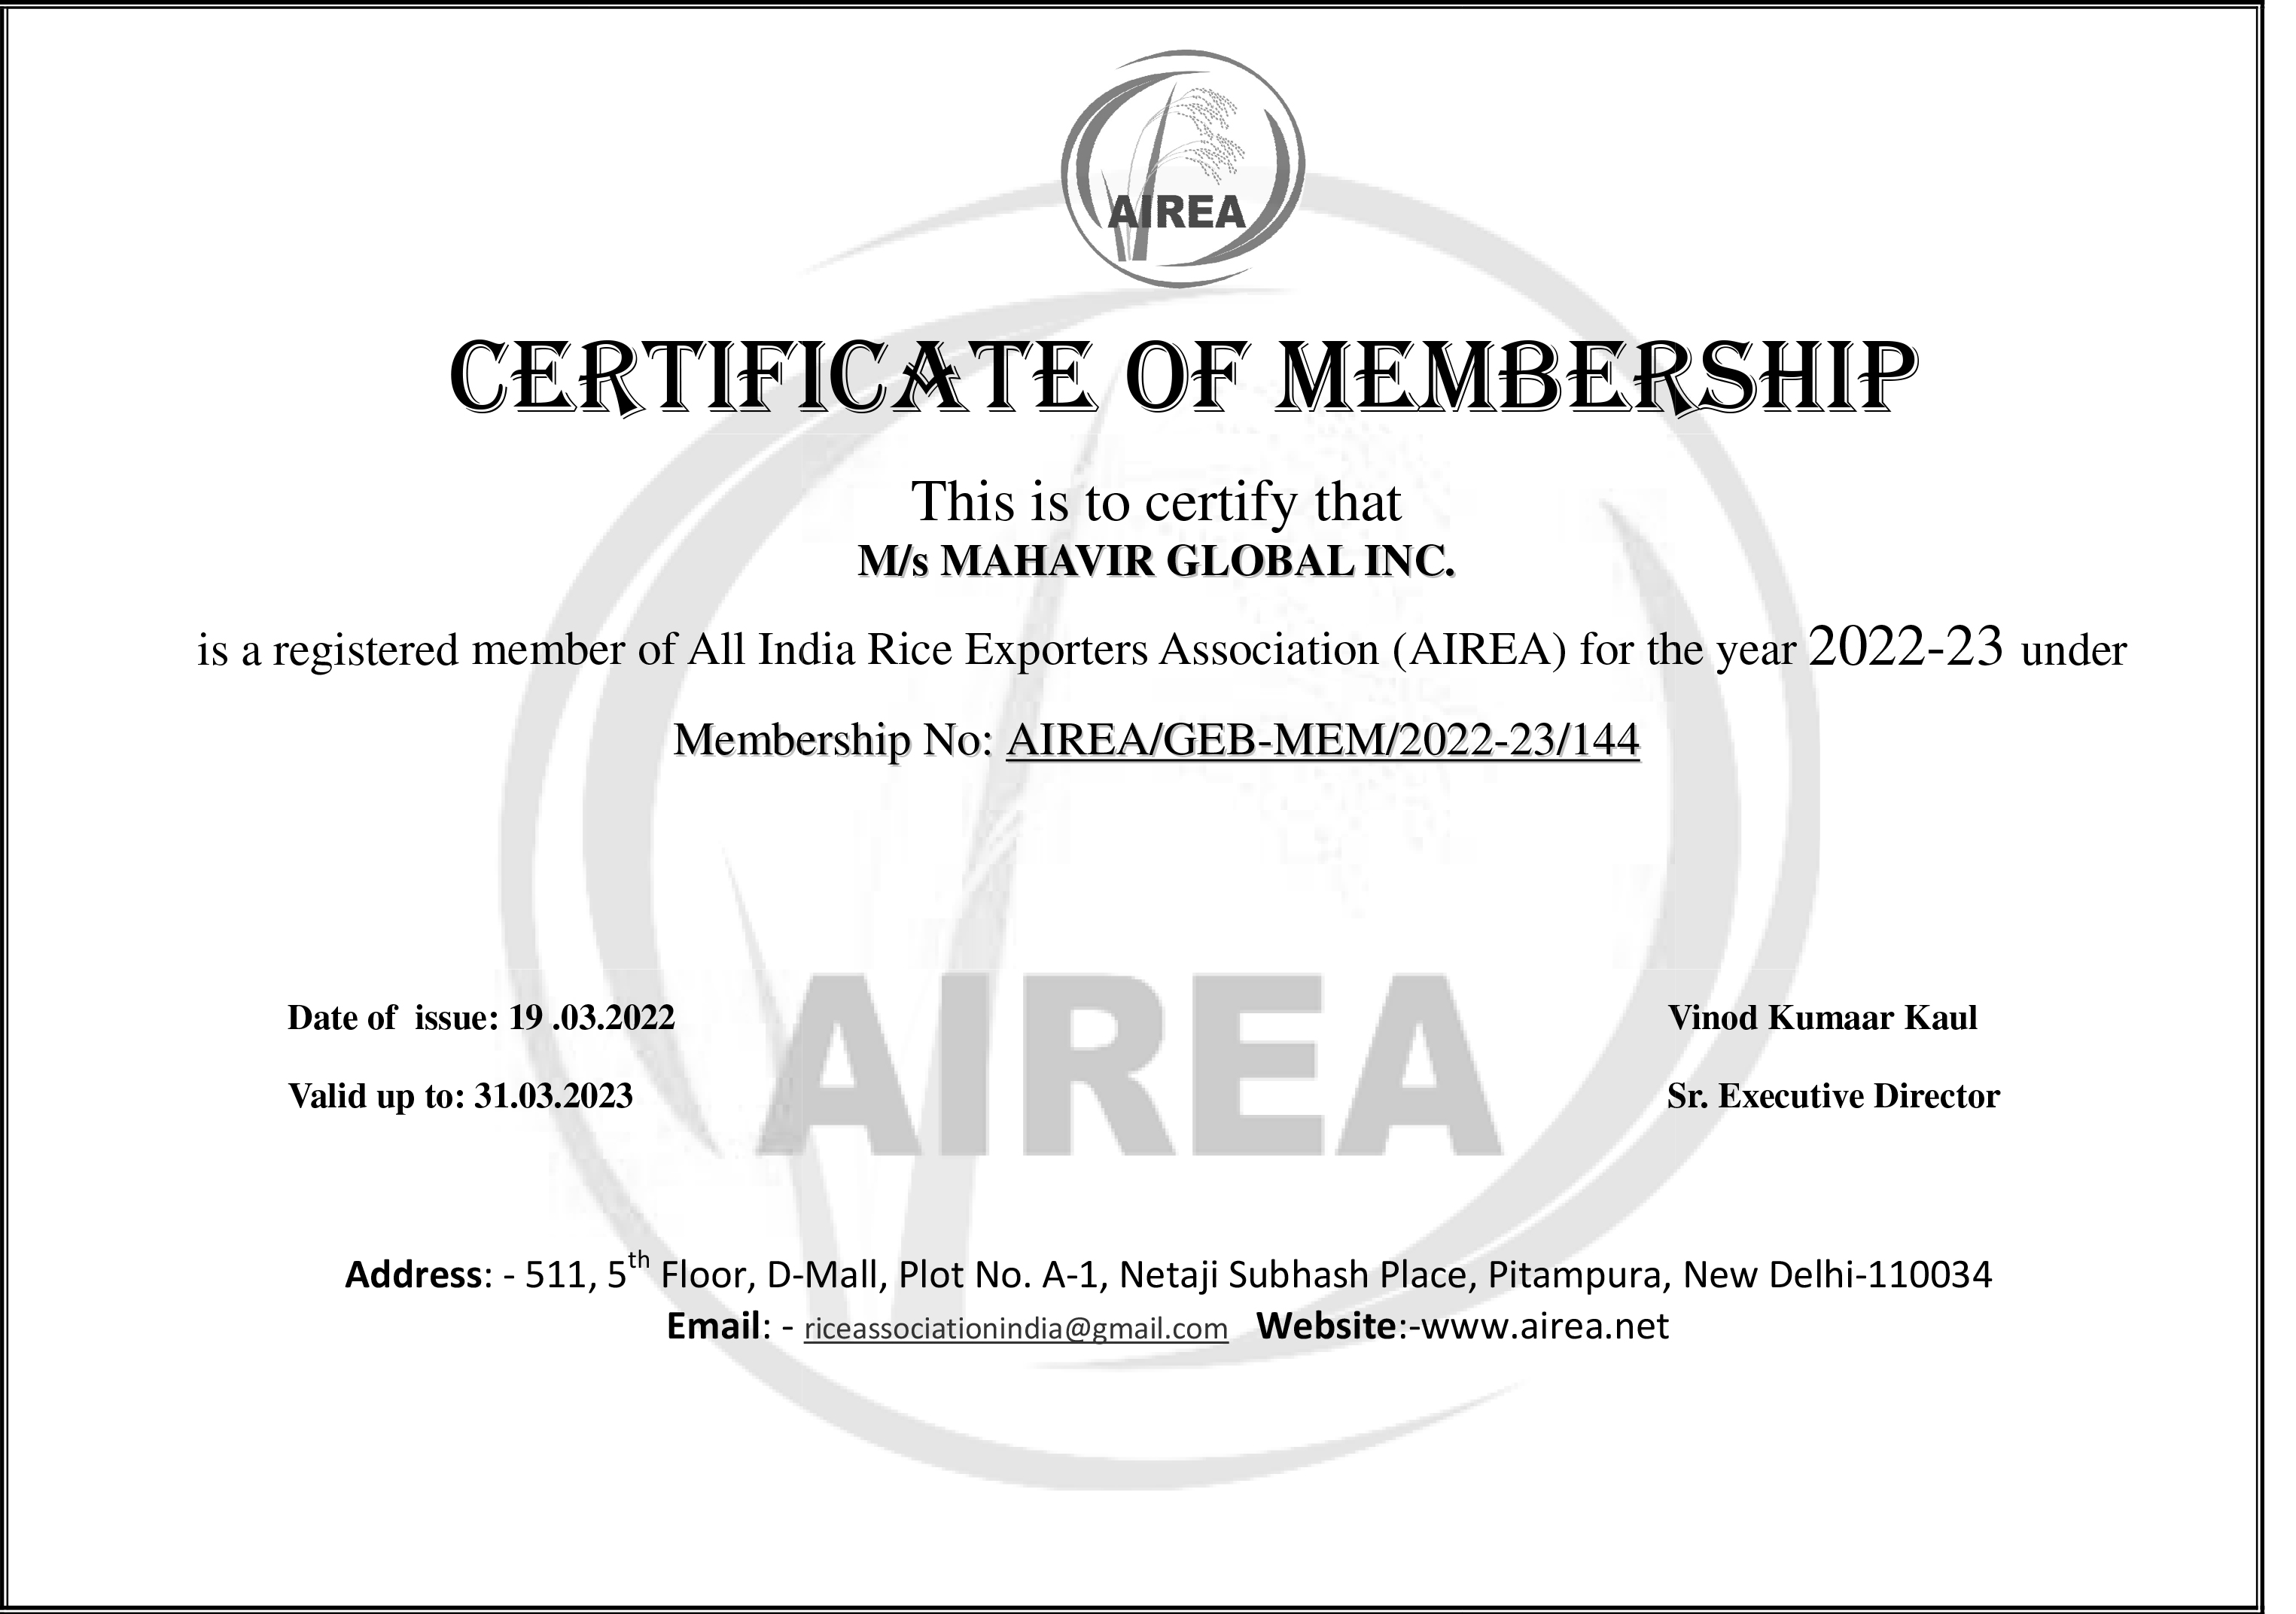 AIREA
CERTIFICATE OF MEMBERSHIP
This is to certify that
M/s MAHAVIR GLOBAL INC.
is a registered member of All India Rice Exporters Association (AIREA) for the year 2022-23 under
Membership No: AIREA/GEB-MEM/2022-23/144
AIREA
Date of issue: 19 .03.2022
Vinod Kumaar Kaul
Valid up to: 31.03.2023
Sr. Executive Director
Address: - 511, 5th Floor, D-Mall, Plot No. A-1, Netaji Subhash Place, Pitampura, New Delhi-110034
Email: - riceassociationindia@gmail.com Website:-www.airea.net